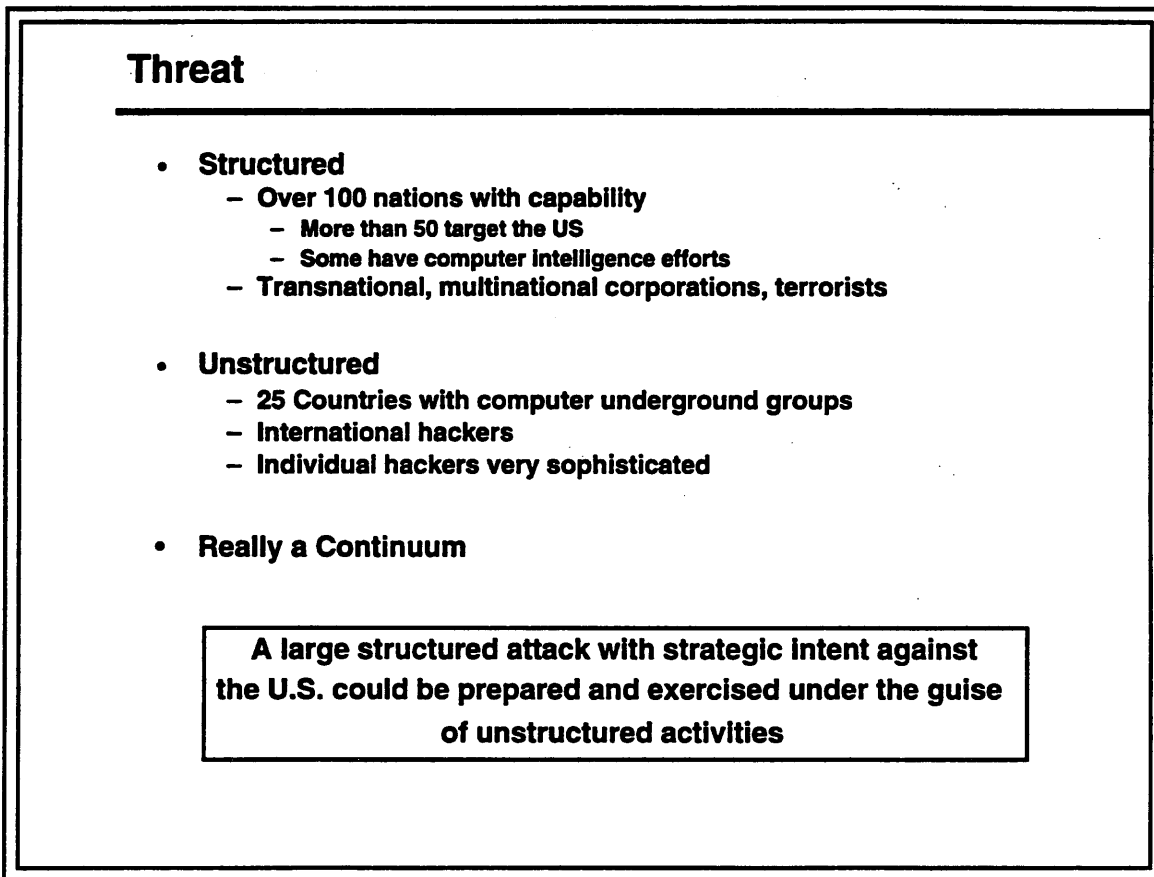 Threat
• Structured
– Over 100 nations with capability
– More than 50 target the US
– Some have computer intelligence efforts
– Transnational, multinational corporations, terrorists
• Unstructured
– 25 Countries with computer underground groups
– International hackers
– Individual hackers very sophisticated
• Really a Continuum
A large structured attack with strategic intent against
the U.S. could be prepared and exercised under the guise
of unstructured activities